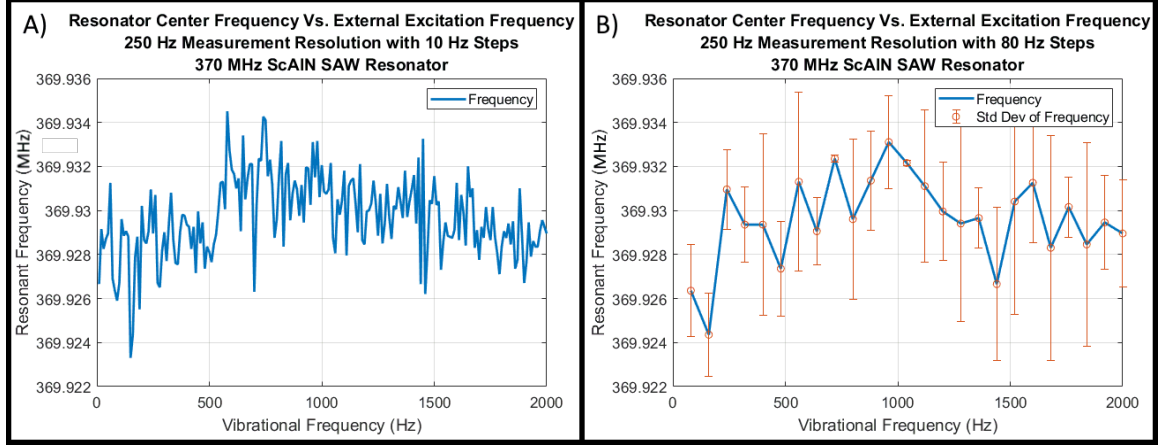 A)
Resonator Center Frequency Vs. External Excitation Frequency
250 Hz Measurement Resolution with 10 Hz Steps
370 MHz ScAlN SAW Resonator
369.936
369.934
369.932
369.93
369.928
369.926
369.924
369.922
Resonant Frequency (MHz)
Frequency
0
500
1000
1500
2000
Vibrational Frequency (Hz)
B)
Resonator Center Frequency Vs. External Excitation Frequency
250 Hz Measurement Resolution with 80 Hz Steps
370 MHz ScAlN SAW Resonator
369.936
369.934
369.932
369.93
369.928
369.926
369.924
369.922
Resonant Frequency (MHz)
Frequency
Std Dev of Frequency
0
500
1000
1500
2000
Vibrational Frequency (Hz)